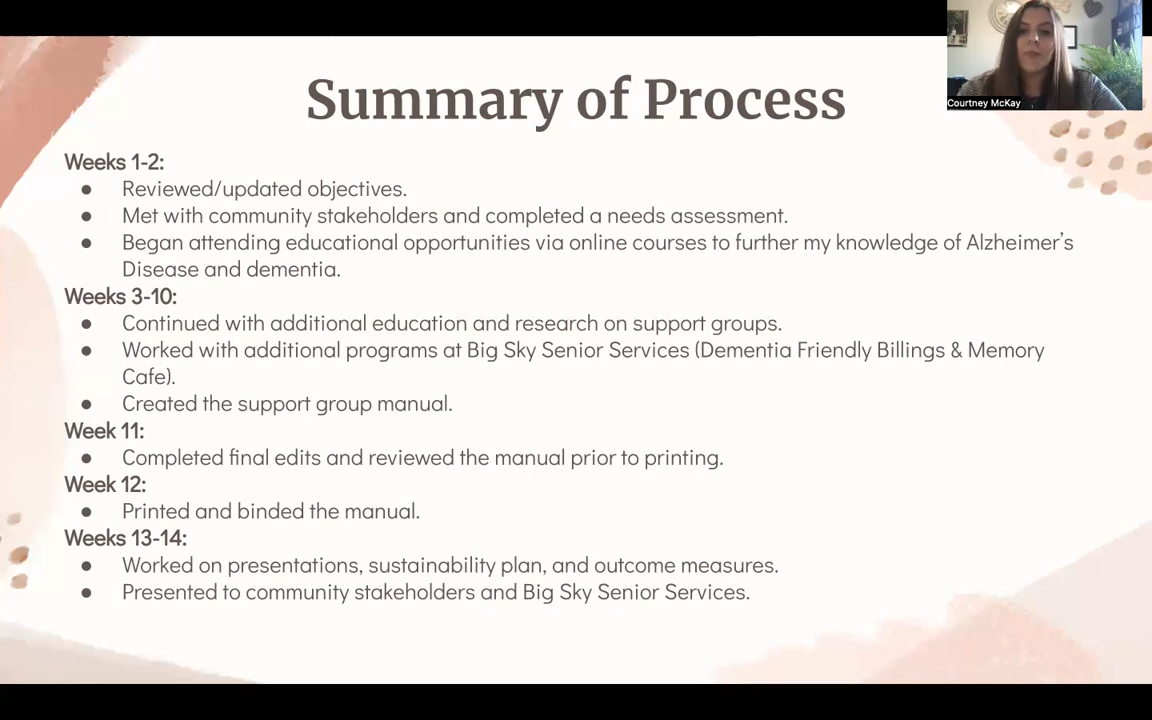 Summary of Process
Courtney McKay
Weeks 1-2:
● Reviewed/updated objectives.
● Met with community stakeholders and completed a needs assessment.
● Began attending educational opportunities via online courses to further my knowledge of Alzheimer's
Disease and dementia.
Weeks 3-10:
● Continued with additional education and research on support groups.
● Worked with additional programs at Big Sky Senior Services (Dementia Friendly Billings & Memory
Cafe).
● Created the support group manual.
Week 11:
● Completed final edits and reviewed the manual prior to printing.
Week 12:
● Printed and binded the manual.
Weeks 13-14:
● Worked on presentations, sustainability plan, and outcome measures.
● Presented to community stakeholders and Big Sky Senior Services.